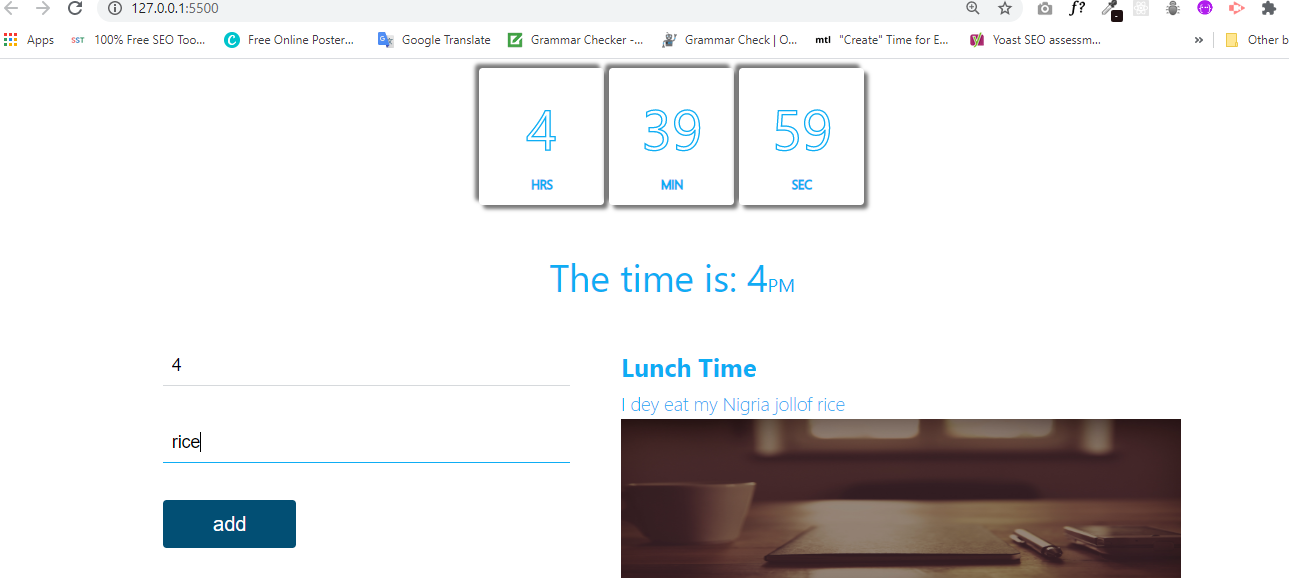 127.0.0.1:5500
f?
Apps
SST 100% Free SEO Too...
C Free Online Poster...
Google Translate
Grammar Checker -...
Grammar Check | O...
mtl "Create" Time for E...
Yoast SEO assessm...
»
Other b
4
HRS
39
MIN
59
SEC
The time is: 4PM
4
rice
add
Lunch Time
I dey eat my Nigria jollof rice